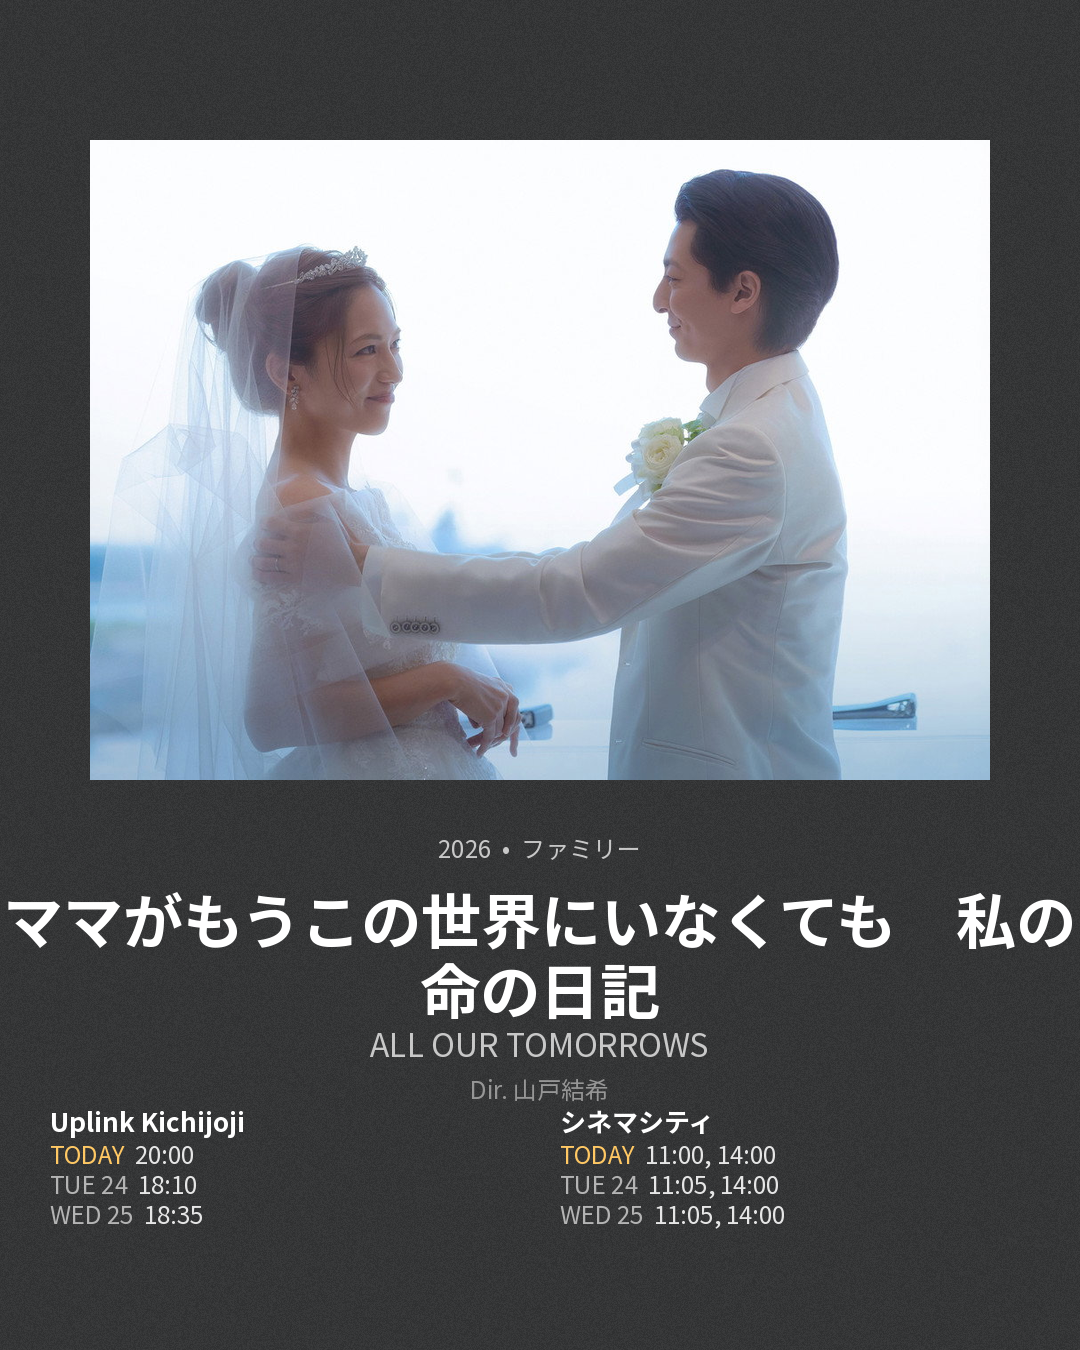 2026 • ファミリー
ママがもうこの世界にいなくても　私の
命の日記
ALL OUR TOMORROWS
Dir. 山戸結希
Uplink Kichijoji
TODAY 20:00
TUE 24 18:10
WED 25 18:35
シネマシティ
TODAY 11:00, 14:00
TUE 24 11:05, 14:00
WED 25 11:05, 14:00